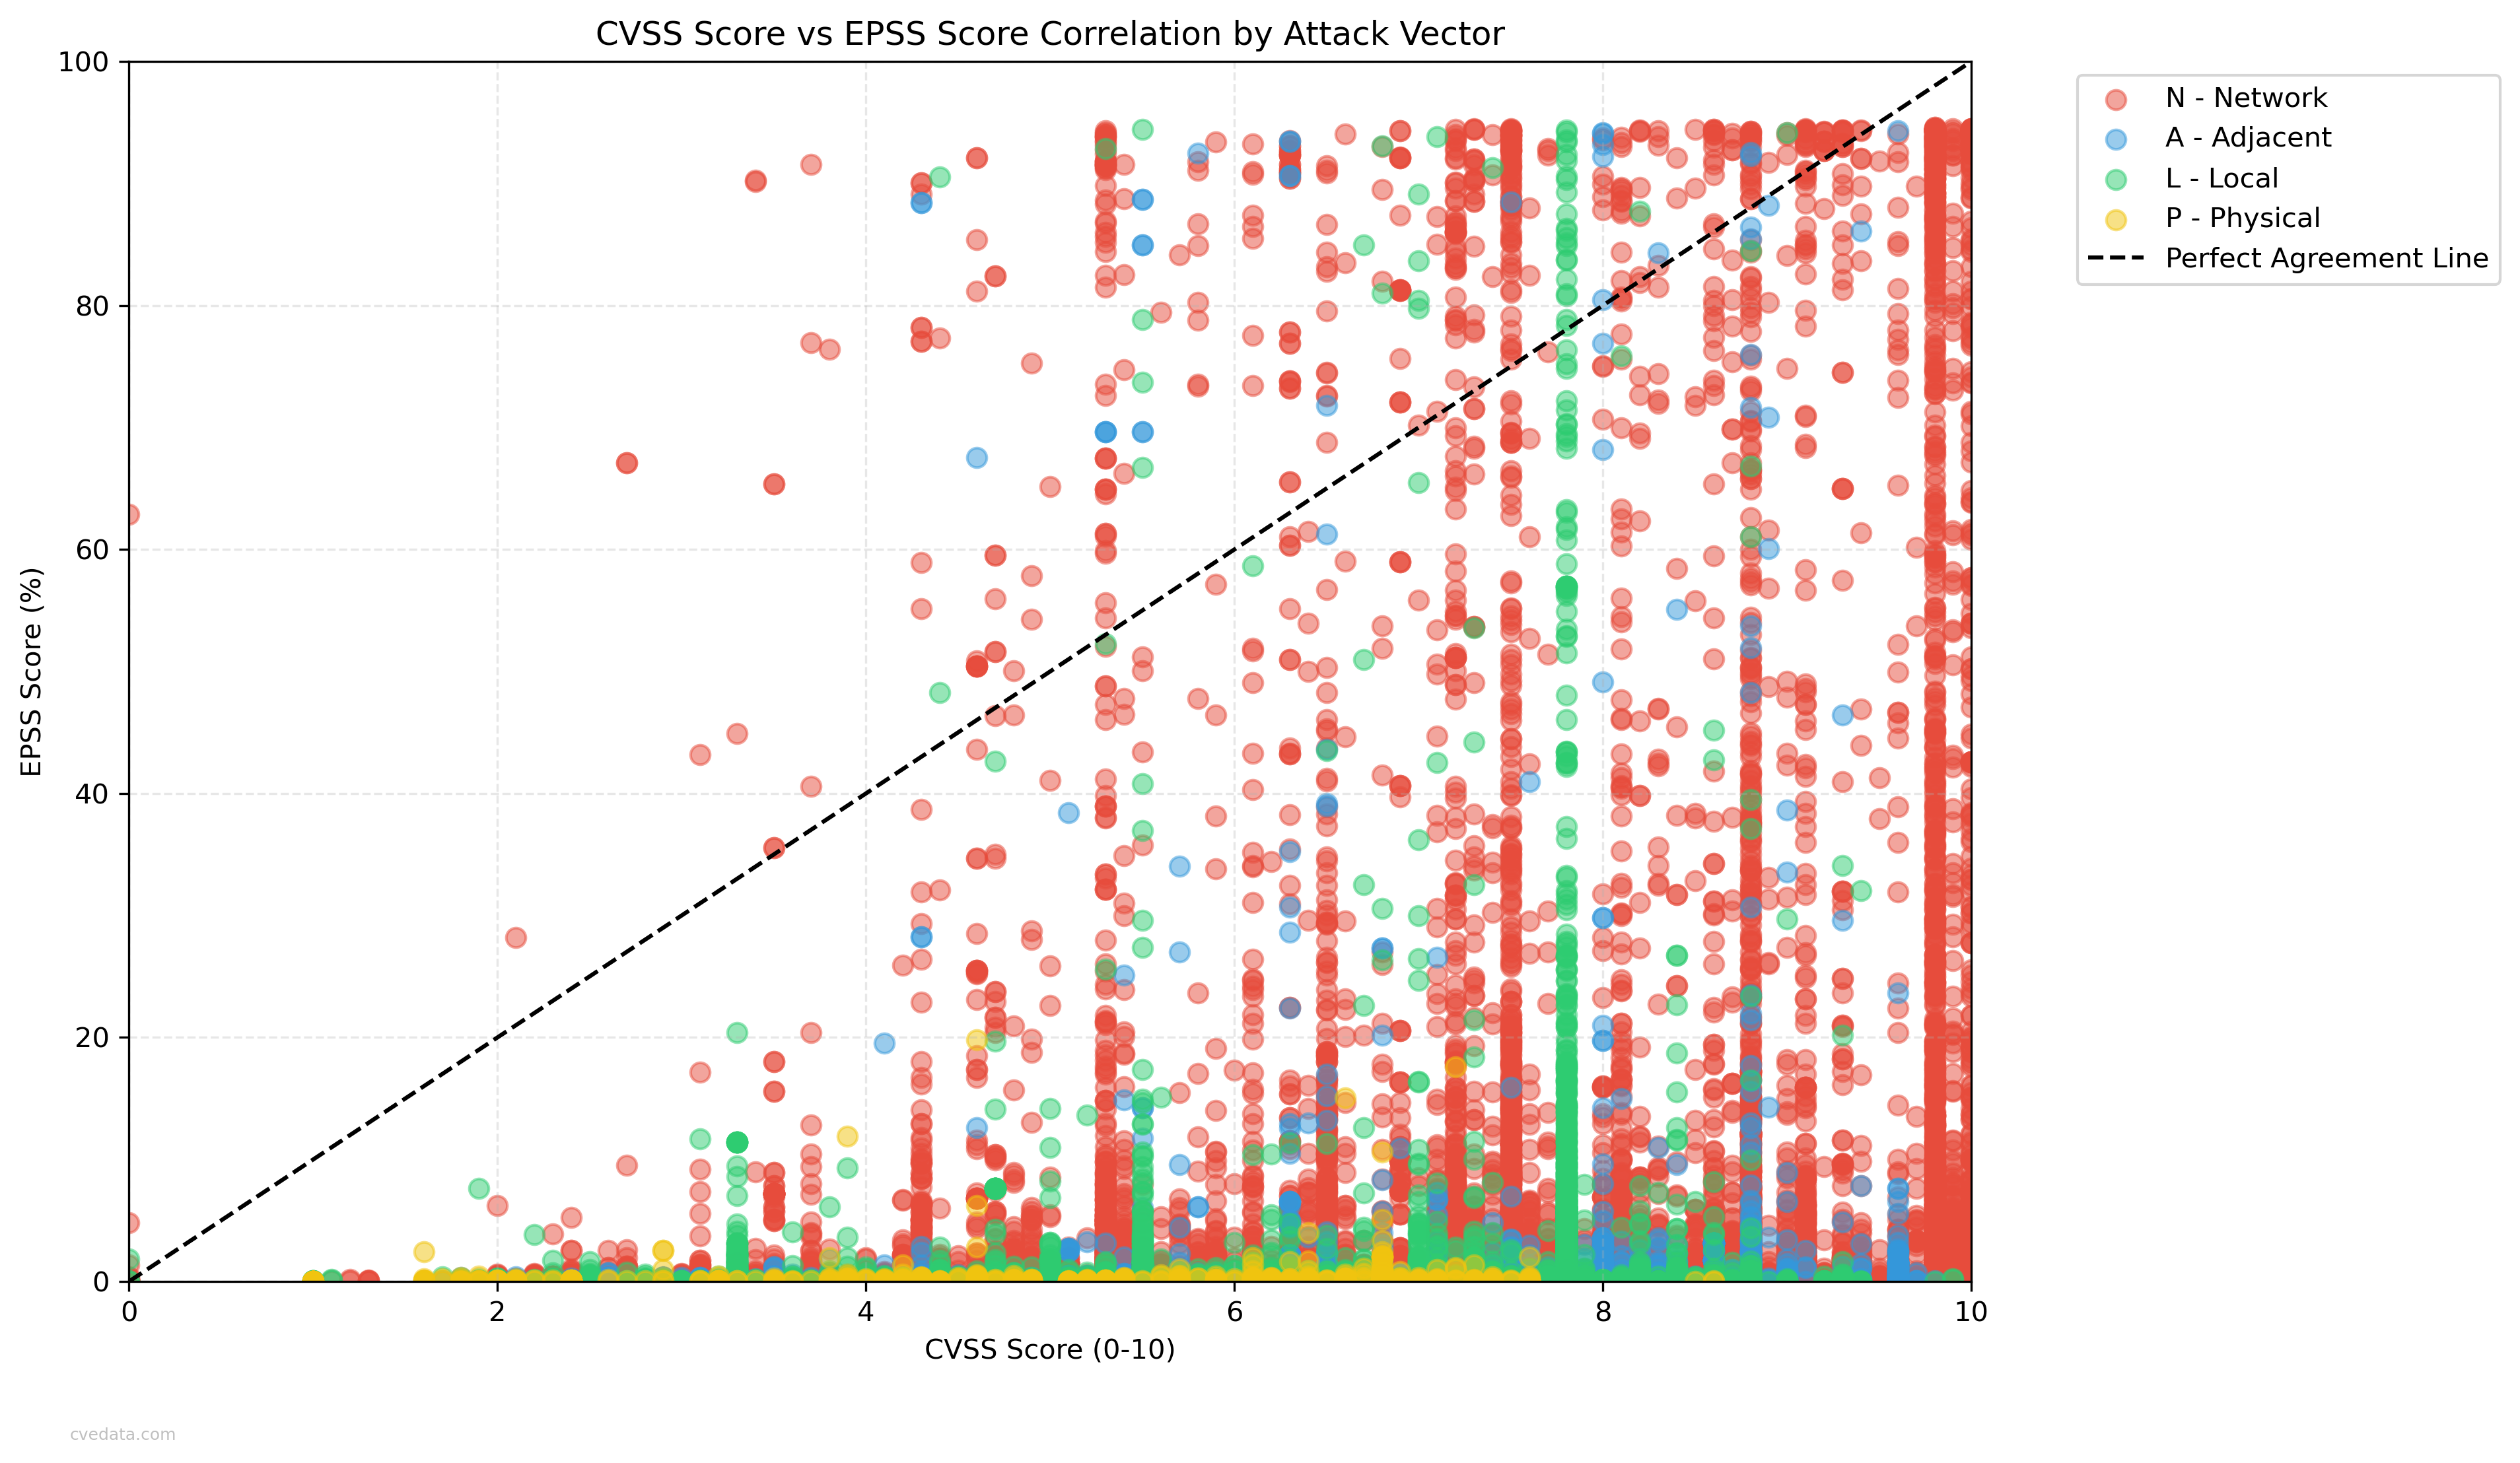 CVSS Score vs EPSS Score Correlation by Attack Vector
100
80
60
40
20
0
EPSS Score (%)
0
2
4
6
8
10
CVSS Score (0-10)
N - Network
A - Adjacent
L - Local
P - Physical
Perfect Agreement Line
cvedata.com